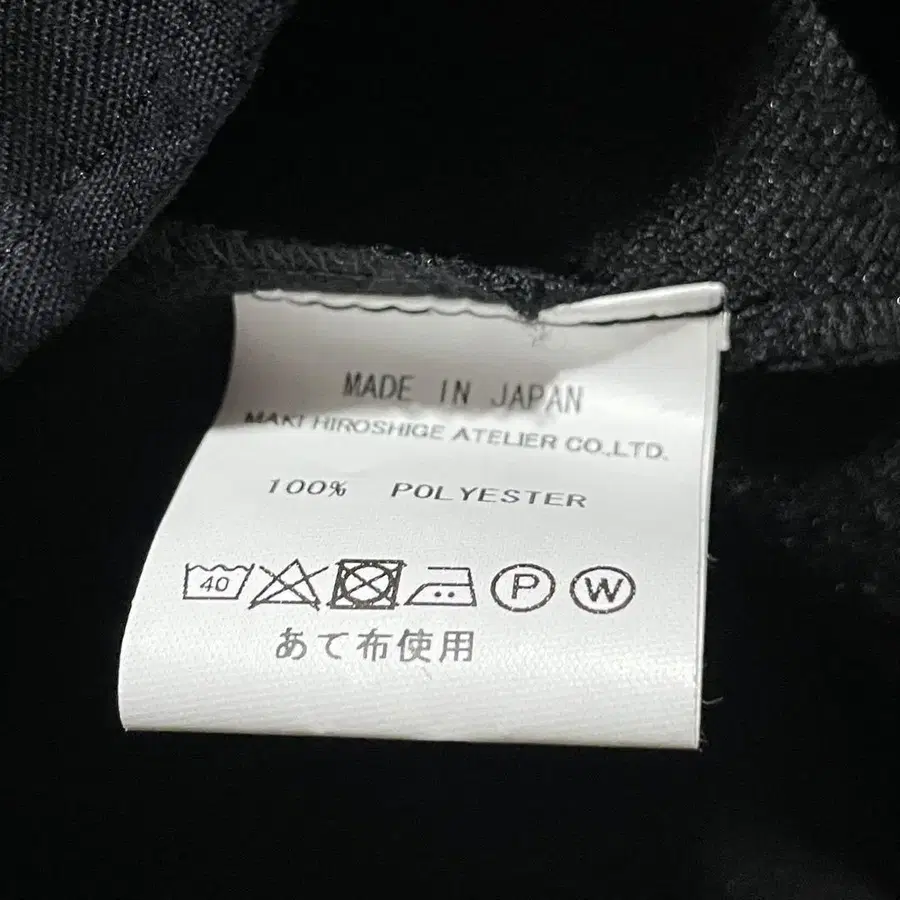 MADE IN JAPAN
MAKI HIROSHIGE ATELIER CO.,LTD.
100% POLYESTER
40 P W
あて布使用